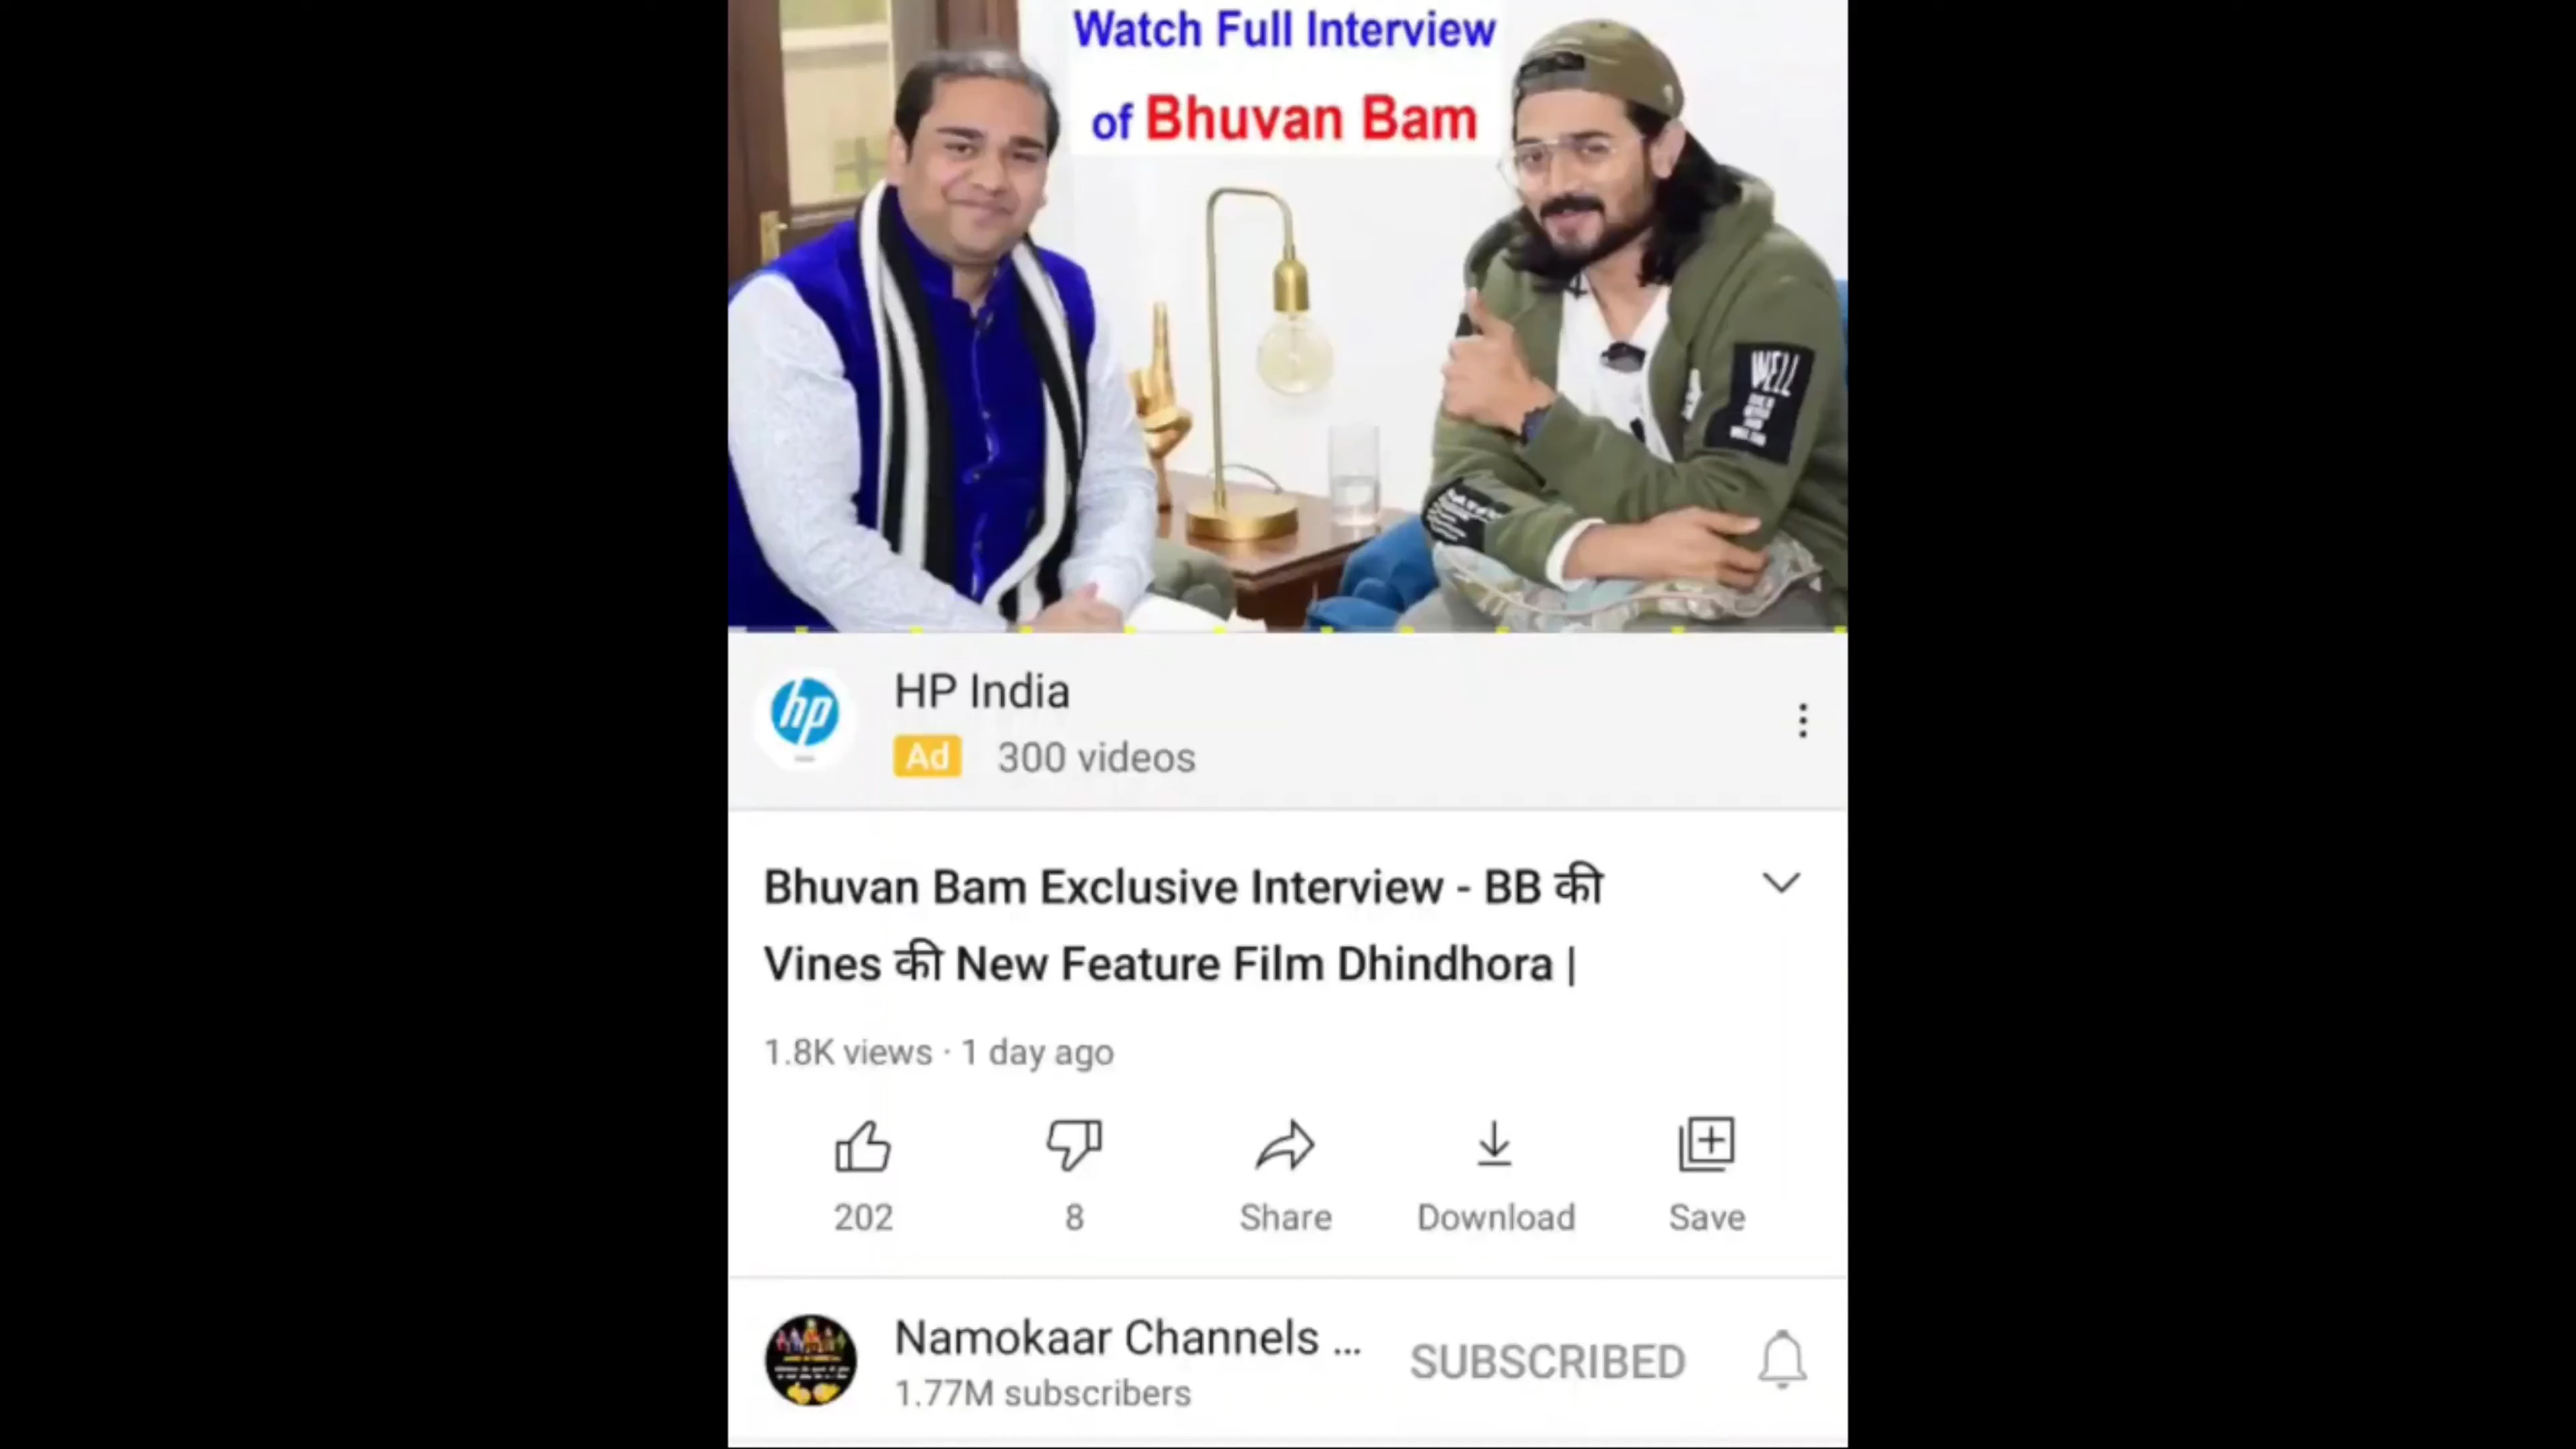 Watch Full Interview
of Bhuvan Bam
WELL
hp
HP India
Ad 300 videos
Bhuvan Bam Exclusive Interview - BB की
Vines की New Feature Film Dhindhora |
1.8K views · 1 day ago
202 8 Share Download Save
Namokaar Channels ... SUBSCRIBED
1.77M subscribers